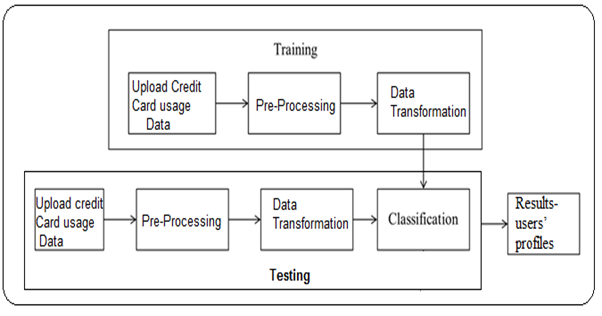 Training
Upload Credit
Card usage
Data
Pre-Processing
Data
Transformation
Upload credit
Card usage
Data
Pre-Processing
Data
Transformation
Classification
Results-
users'
profiles
Testing